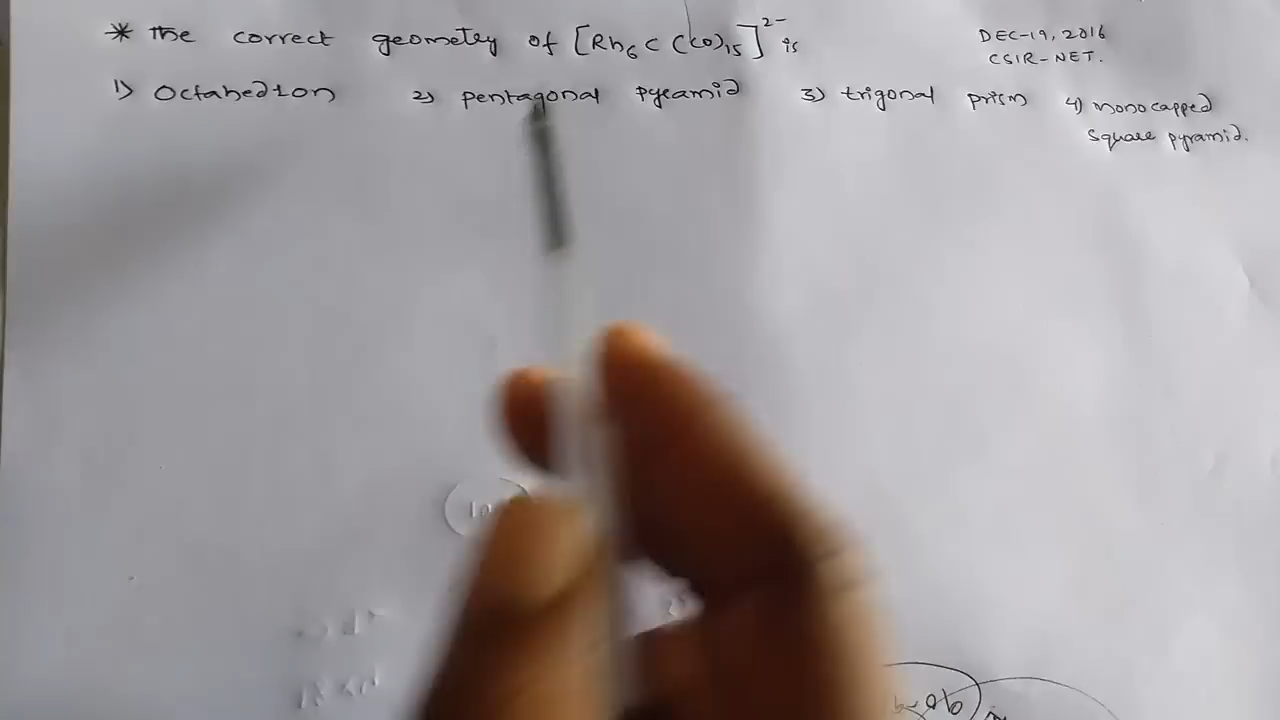 * The correct geometry of [Rh6 C (CO)15]2- is
DEC-19, 2016
CSIR-NET.
1) Octahedron 2) pentagonal pyramid 3) trigonal prism 4) monocapped
square pyramid.